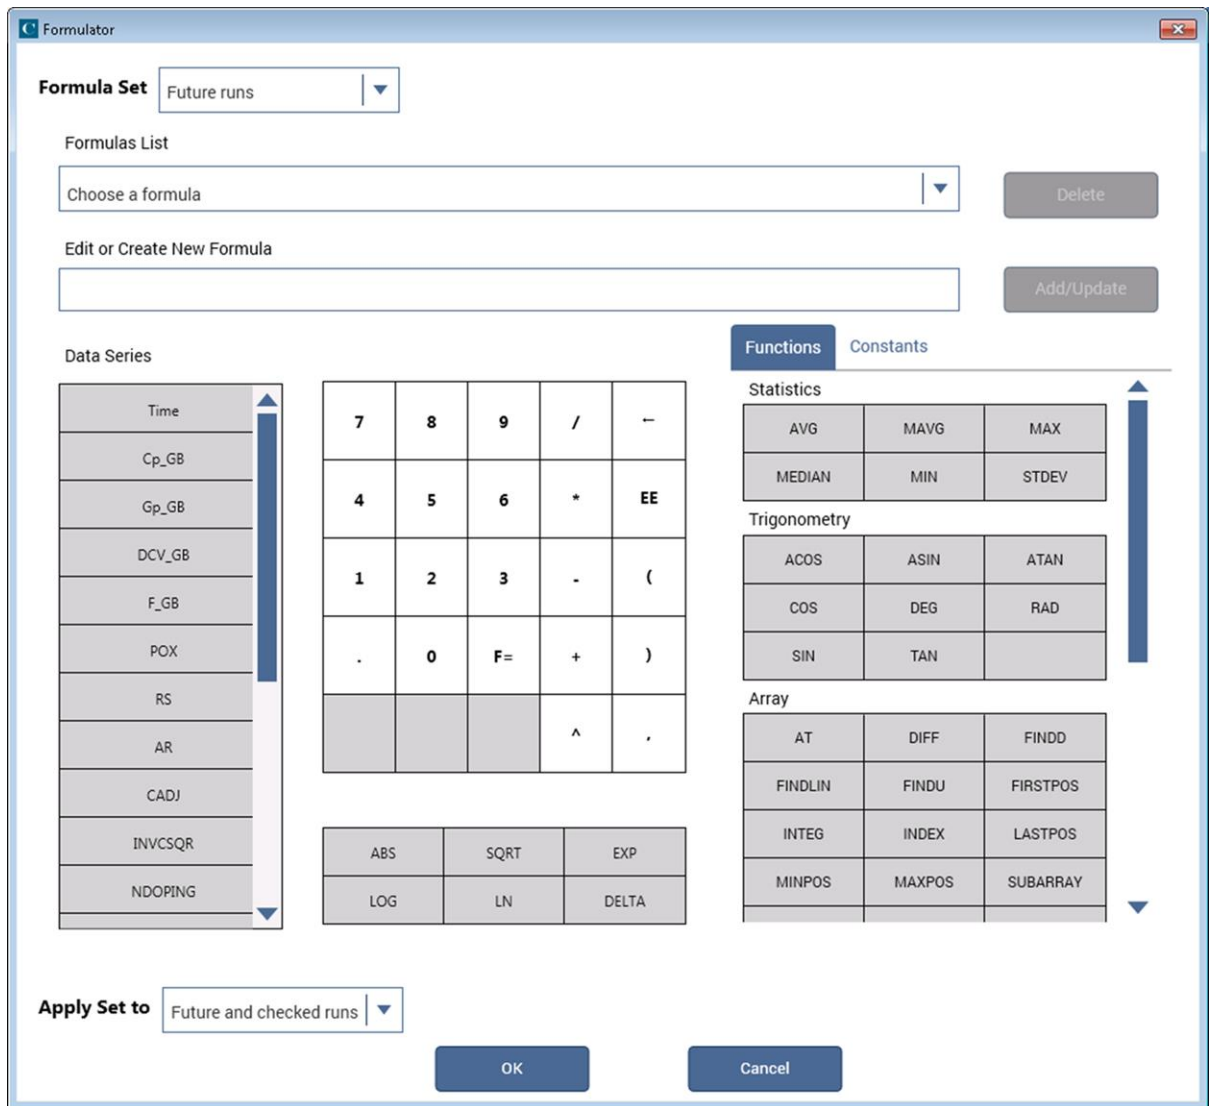 C Formulator
Formula Set Future runs
Formulas List
Choose a formula Delete
Edit or Create New Formula
Add/Update
Data Series
Time
Cp_GB
Gp_GB
DCV_GB
F_GB
POX
RS
AR
CADJ
INVCSQR
NDOPING
7 8 9 / ←
4 5 6 * EE
1 2 3 - (
. 0 F= + )
^ ,
ABS SQRT EXP
LOG LN DELTA
Functions Constants
Statistics
AVG MAVG MAX
MEDIAN MIN STDEV
Trigonometry
ACOS ASIN ATAN
COS DEG RAD
SIN TAN
Array
AT DIFF FINDD
FINDLIN FINDU FIRSTPOS
INTEG INDEX LASTPOS
MINPOS MAXPOS SUBARRAY
Apply Set to Future and checked runs
OK Cancel